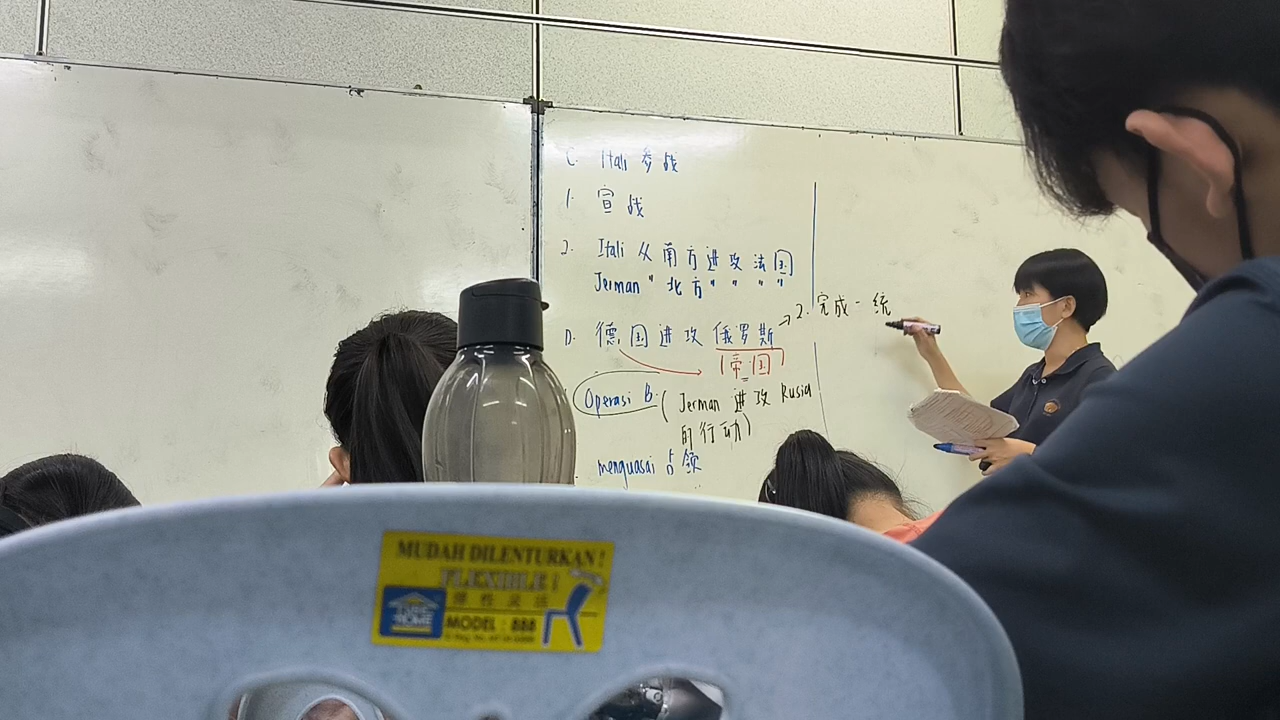 C. Itali 参战
1. 宣战
2. Itali 从南方进攻法国
Jerman " 北方 " " " "
D. 德国进攻俄罗斯
→ 2. 完成一统
帝国
Operasi B.
( Jerman 进攻 Rusia
的行动)
menguasai 占领
MUDAH DILENTURKAN !
FLEXIBLE !
MODEL : 888